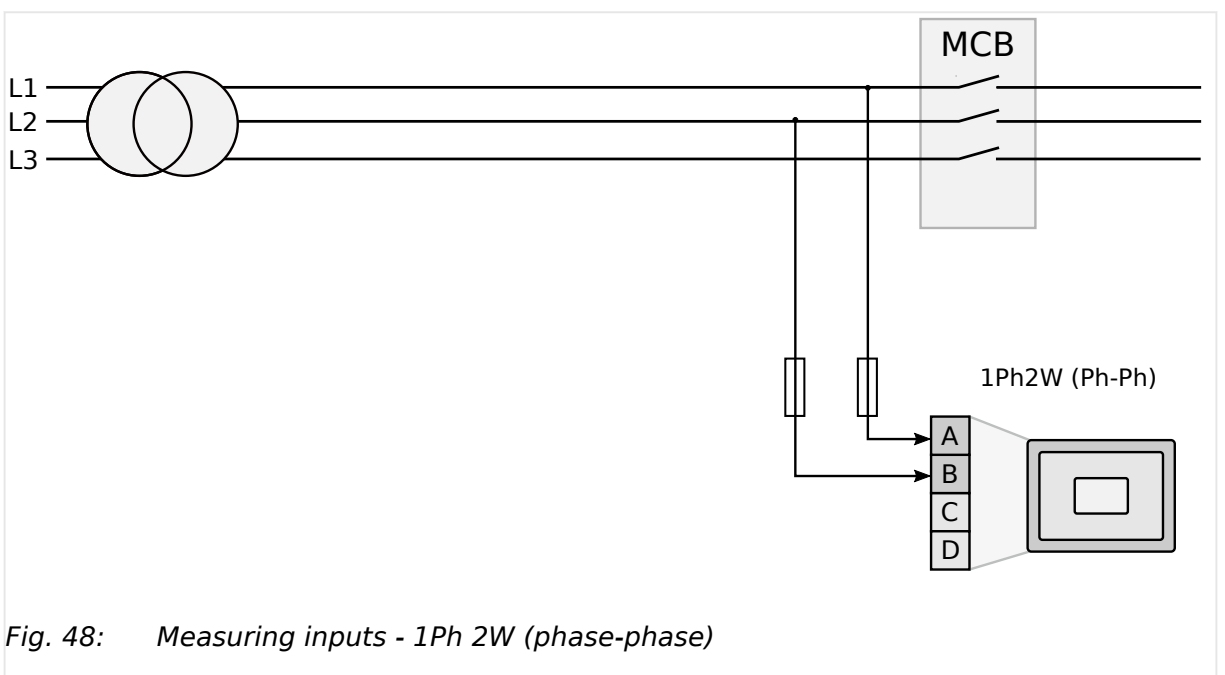 MCB
L1
L2
L3
1Ph2W (Ph-Ph)
A
B
C
D
Fig. 48: Measuring inputs - 1Ph 2W (phase-phase)